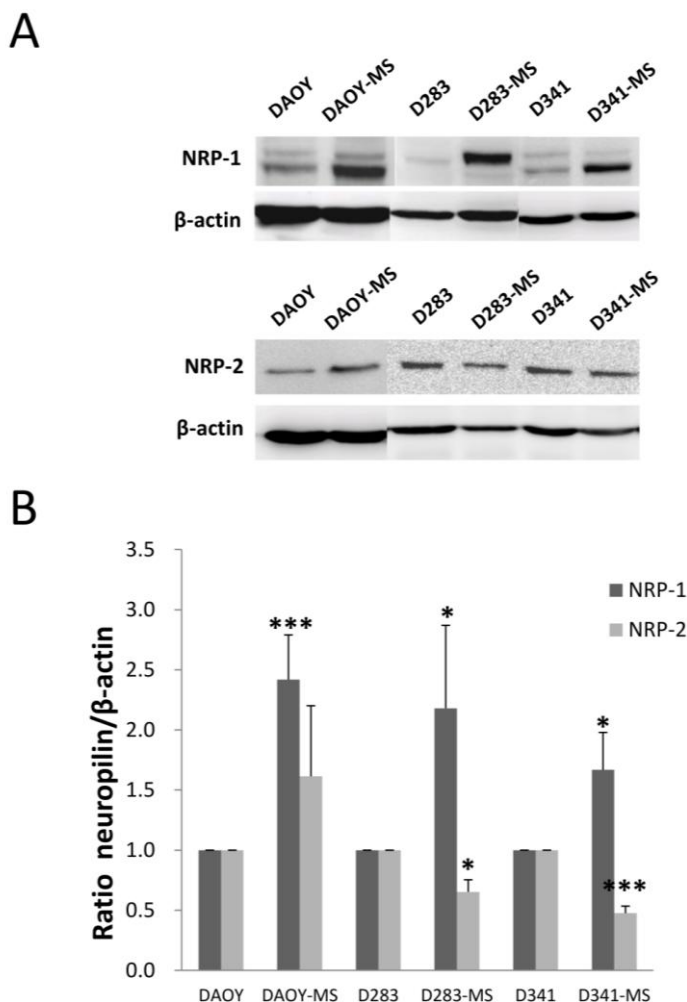 A
DAOY DAOY-MS D283 D283-MS D341 D341-MS
NRP-1
β-actin
DAOY DAOY-MS D283 D283-MS D341 D341-MS
NRP-2
β-actin
B
Ratio neuropilin/β-actin
3.5
3.0
2.5
2.0
1.5
1.0
0.5
0.0
NRP-1
NRP-2
***
*
*
*
***
DAOY DAOY-MS D283 D283-MS D341 D341-MS